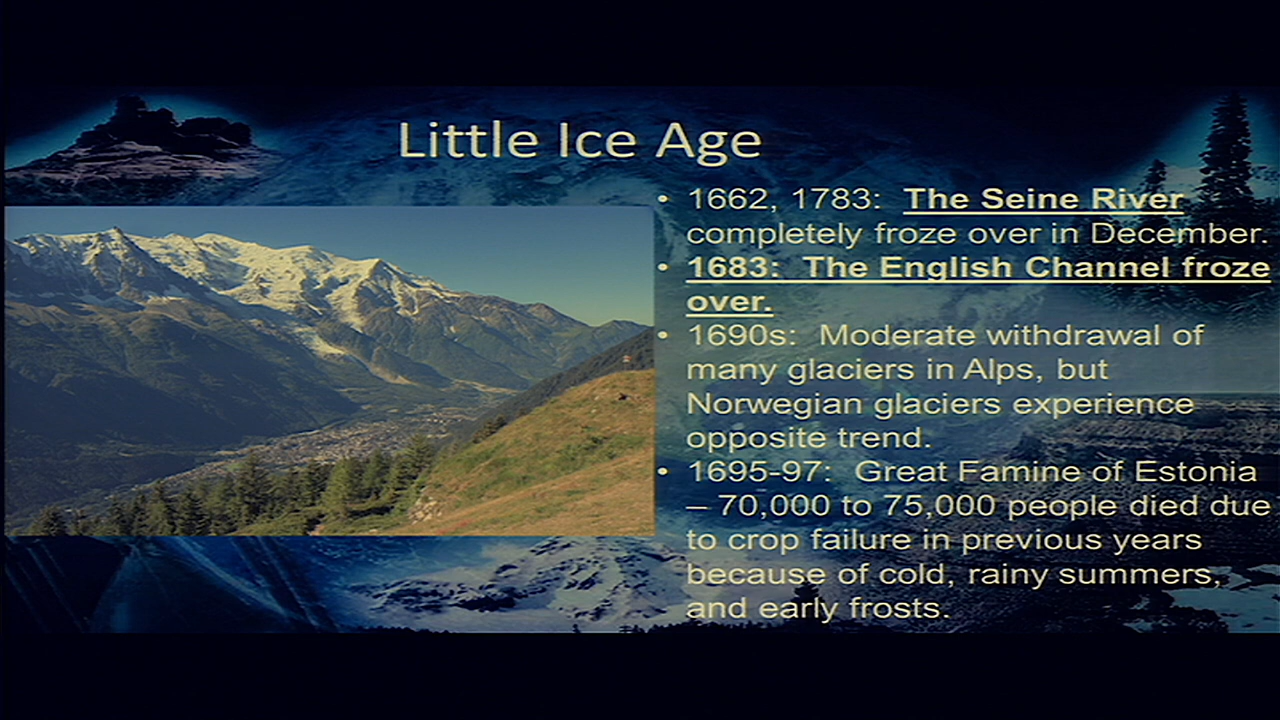 Little Ice Age
• 1662, 1783: The Seine River
completely froze over in December.
• 1683: The English Channel froze
over.
• 1690s: Moderate withdrawal of
many glaciers in Alps, but
Norwegian glaciers experience
opposite trend.
• 1695-97: Great Famine of Estonia
– 70,000 to 75,000 people died due
to crop failure in previous years
because of cold, rainy summers,
and early frosts.